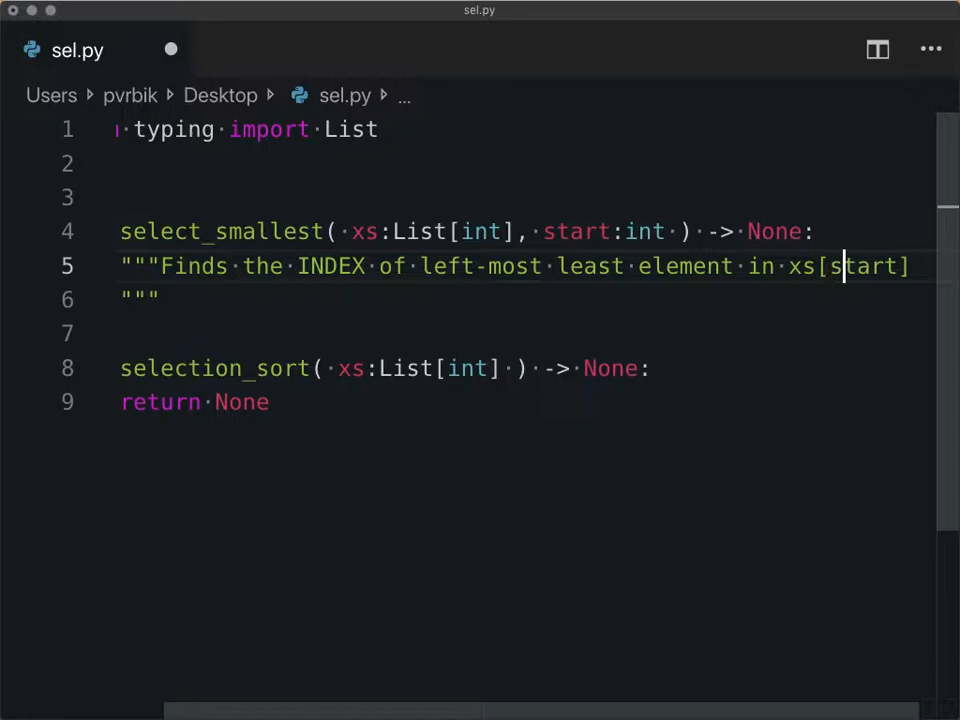 sel.py
sel.py
Users pvrbik Desktop sel.py ...
1 typing import List
2
3
4 select_smallest( xs:List[int], start:int ) -> None:
5 """Finds the INDEX of left-most least element in xs[start]
6 """
7
8 selection_sort( xs:List[int] ) -> None:
9 return None